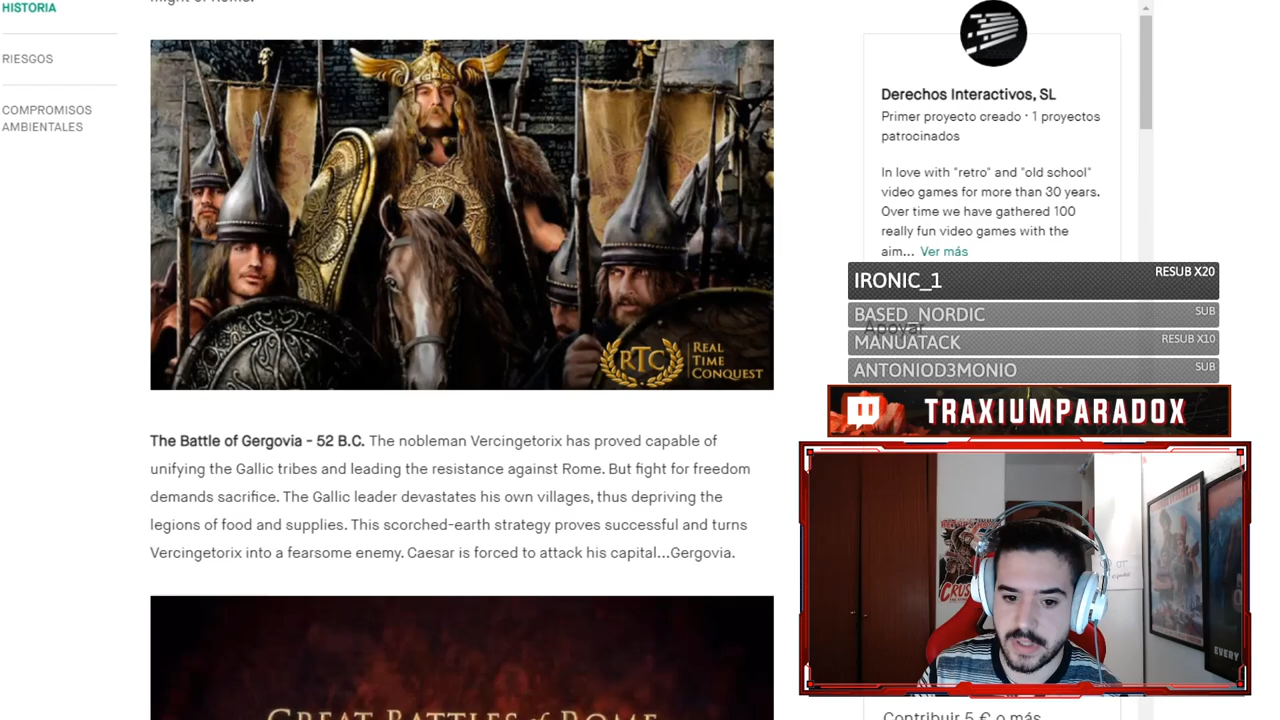 might of Rome.
HISTORIA
RIESGOS
COMPROMISOS
AMBIENTALES
RTC REAL
TIME
CONQUEST
The Battle of Gergovia - 52 B.C. The nobleman Vercingetorix has proved capable of
unifying the Gallic tribes and leading the resistance against Rome. But fight for freedom
demands sacrifice. The Gallic leader devastates his own villages, thus depriving the
legions of food and supplies. This scorched-earth strategy proves successful and turns
Vercingetorix into a fearsome enemy. Caesar is forced to attack his capital...Gergovia.
GREAT BATTLES of ROME
Derechos Interactivos, SL
Primer proyecto creado · 1 proyectos
patrocinados
In love with "retro" and "old school"
video games for more than 30 years.
Over time we have gathered 100
really fun video games with the
aim... Ver más
IRONIC_1 RESUB X20
BASED_NORDIC SUB
Apoyar
MANUATACK RESUB X10
ANTONIOD3MONIO SUB
TRAXIUMPARADOX
CRUS
EVERY
Contribuir 5 € o más